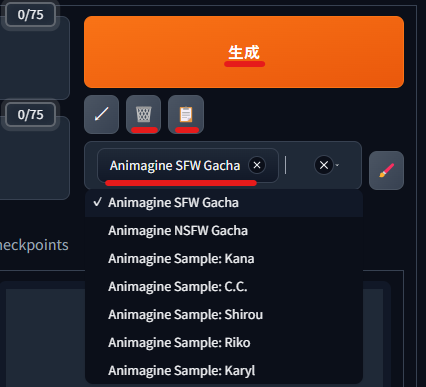 0/75
生成
0/75
Animagine SFW Gacha
Animagine SFW Gacha
Animagine NSFW Gacha
heckpoints
Animagine Sample: Kana
Animagine Sample: C.C.
Animagine Sample: Shirou
Animagine Sample: Riko
Animagine Sample: Karyl